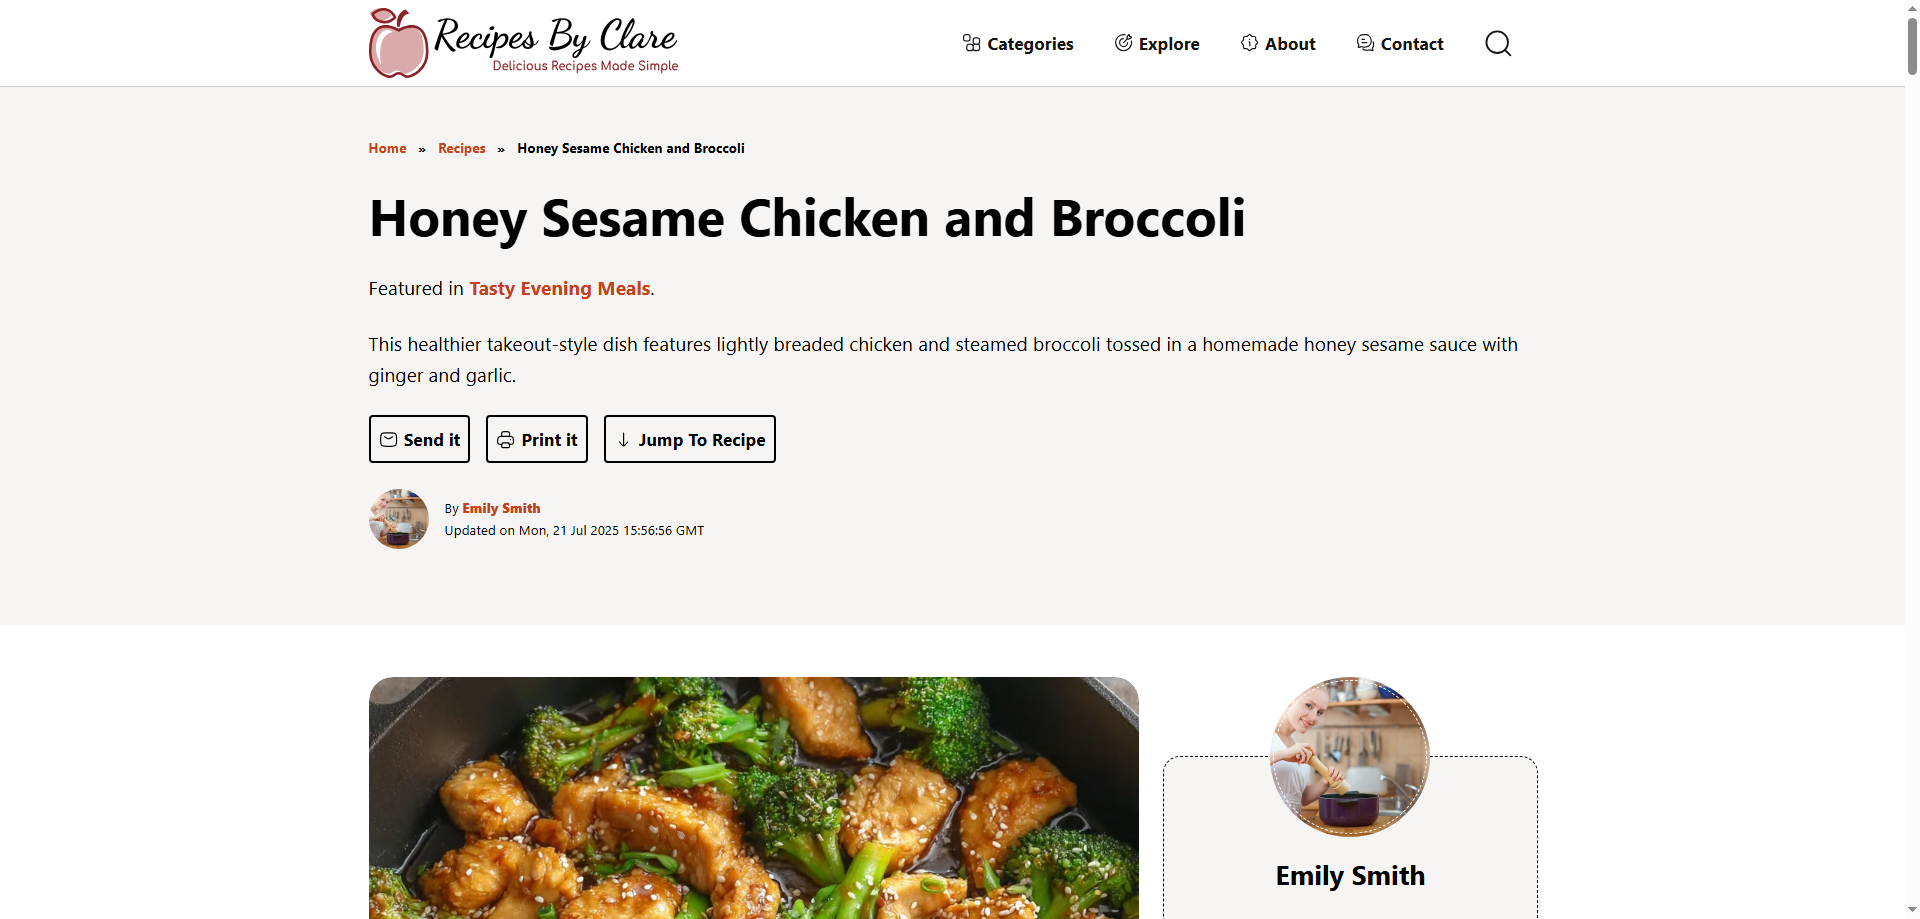 Recipes By Clare
Delicious Recipes Made Simple
Categories
Explore
About
Contact
Home » Recipes » Honey Sesame Chicken and Broccoli
Honey Sesame Chicken and Broccoli
Featured in Tasty Evening Meals.
This healthier takeout-style dish features lightly breaded chicken and steamed broccoli tossed in a homemade honey sesame sauce with
ginger and garlic.
Send it
Print it
Jump To Recipe
By Emily Smith
Updated on Mon, 21 Jul 2025 15:56:56 GMT
Emily Smith